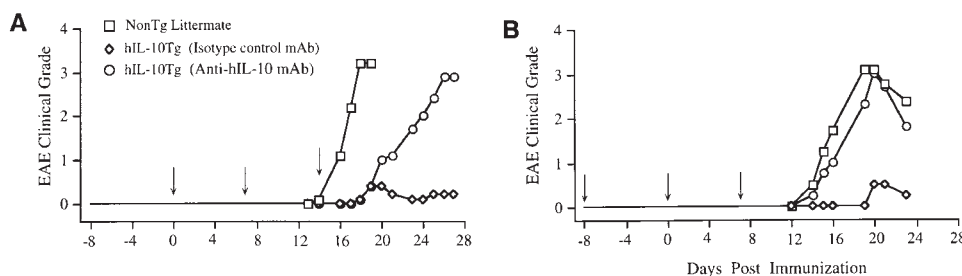 A
NonTg Littermate
hIL-10Tg (Isotype control mAb)
hIL-10Tg (Anti-hIL-10 mAb)
EAE Clinical Grade
4
3
2
1
0
-8 -4 0 4 8 12 16 20 24 28
B
EAE Clinical Grade
4
3
2
1
0
-8 -4 0 4 8 12 16 20 24 28
Days Post Immunization